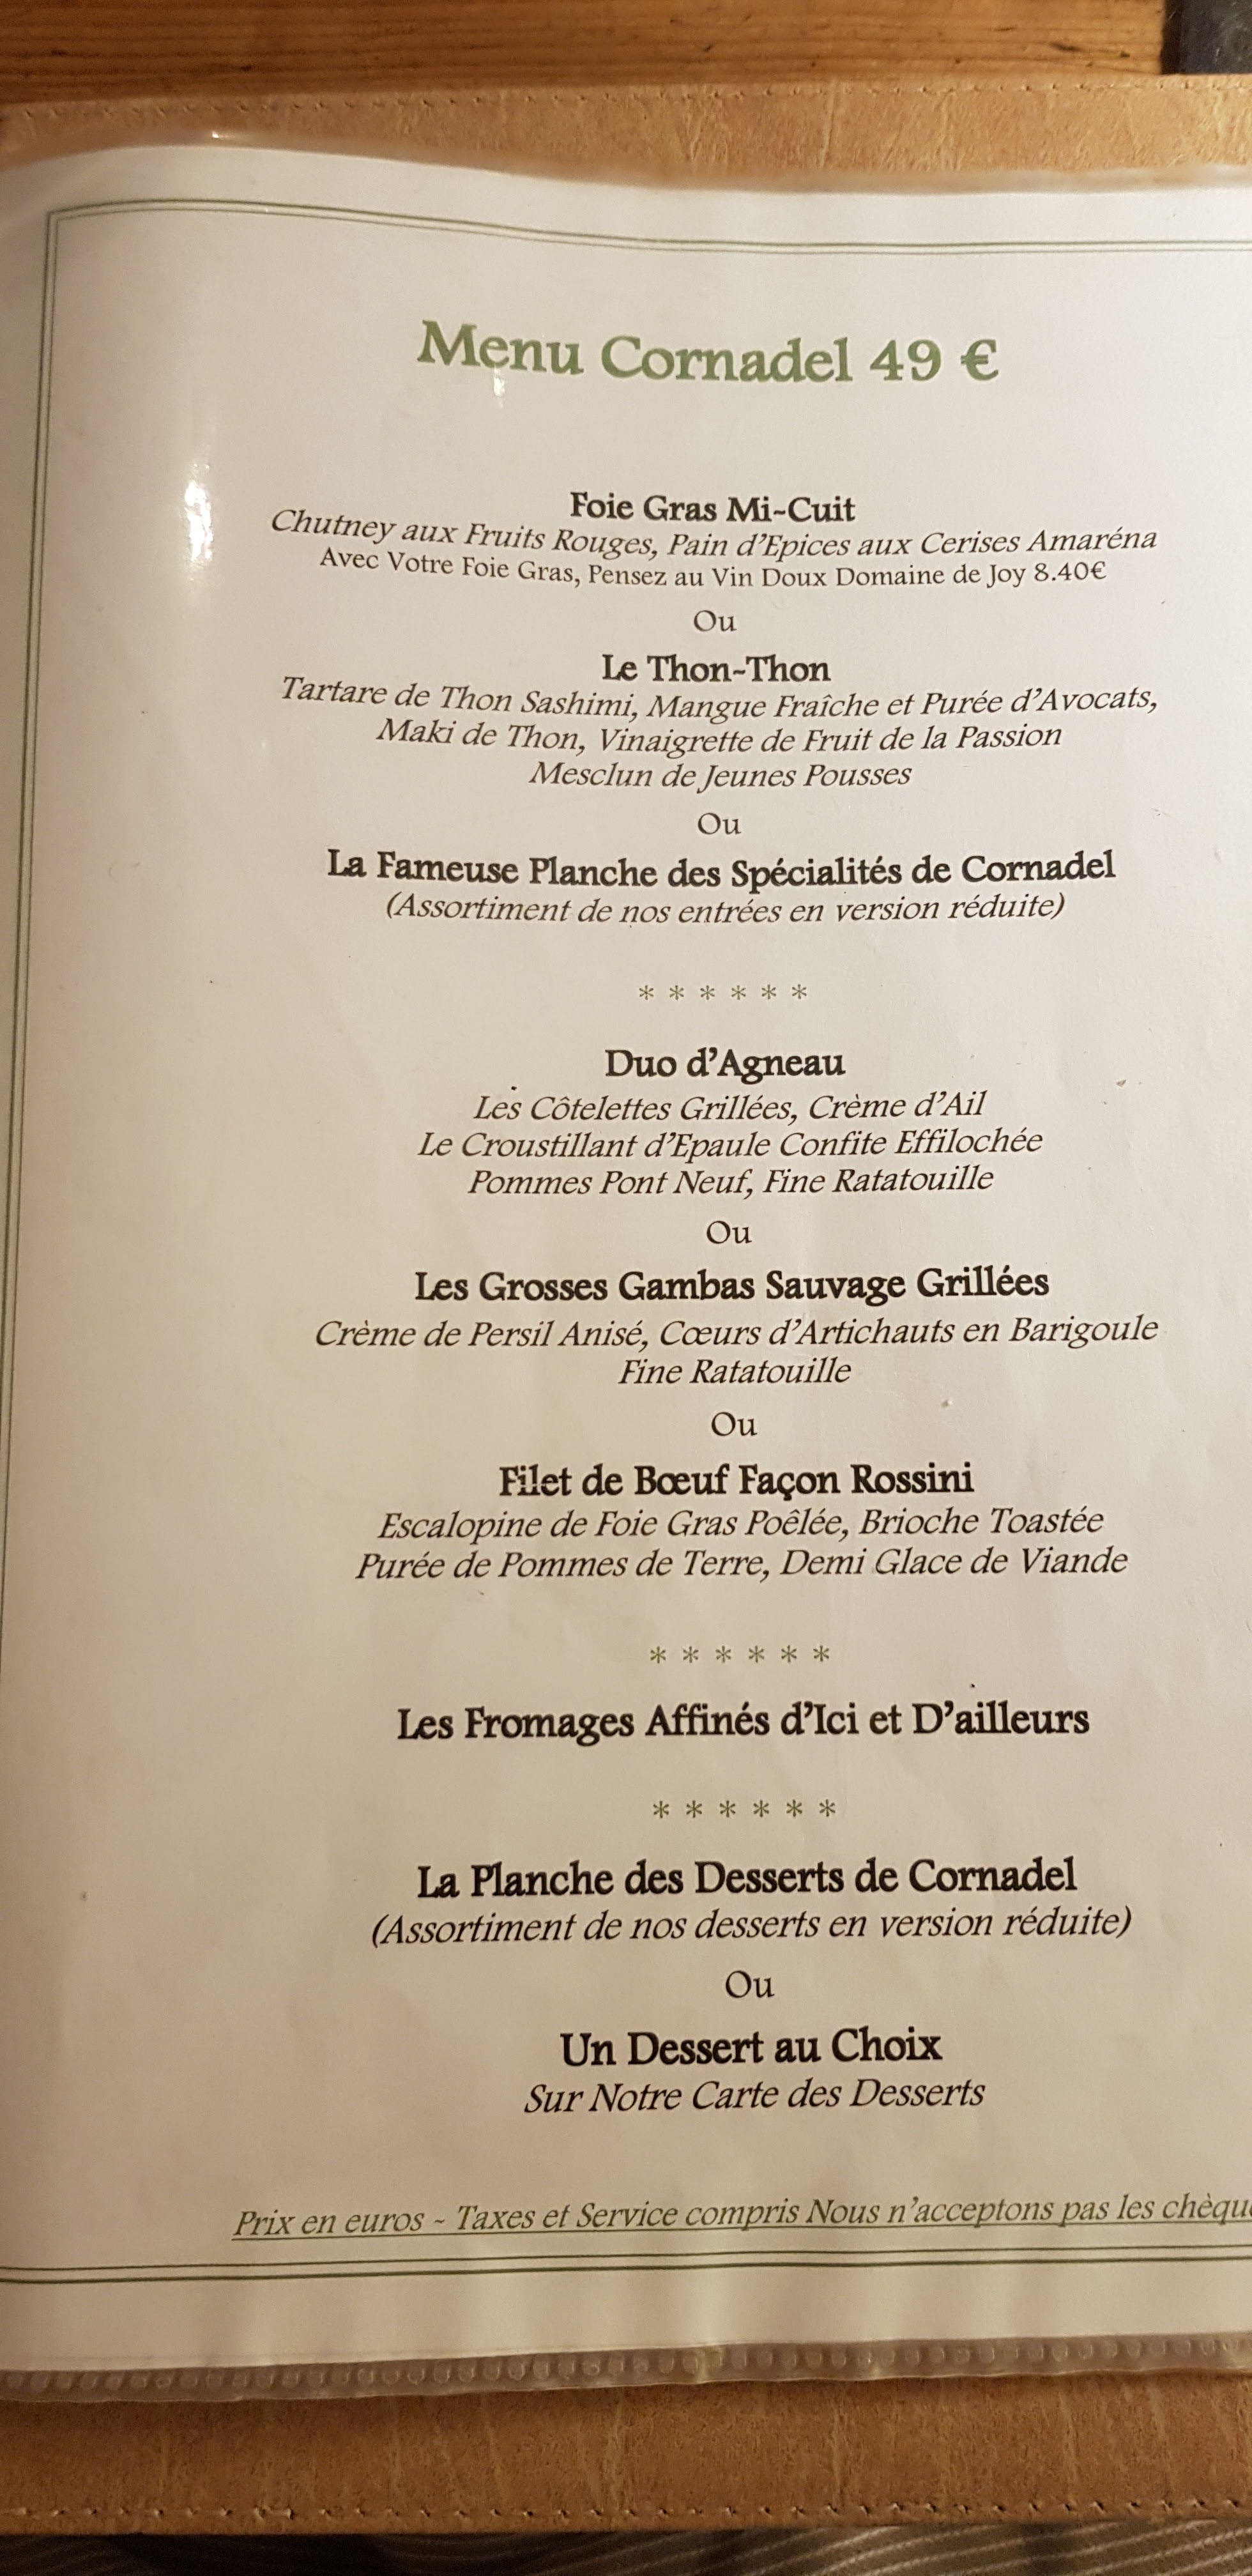 Menu Cornadel 49 €
Foie Gras Mi-Cuit
Chutney aux Fruits Rouges, Pain d'Epices aux Cerises Amaréna
Avec Votre Foie Gras, Pensez au Vin Doux Domaine de Joy 8.40€
Ou
Le Thon-Thon
Tartare de Thon Sashimi, Mangue Fraîche et Purée d'Avocats,
Maki de Thon, Vinaigrette de Fruit de la Passion
Mesclun de Jeunes Pousses
Ou
La Fameuse Planche des Spécialités de Cornadel
(Assortiment de nos entrées en version réduite)
* * * * * *
Duo d'Agneau
Les Côtelettes Grillées, Crème d'Ail
Le Croustillant d'Epaule Confite Effilochée
Pommes Pont Neuf, Fine Ratatouille
Ou
Les Grosses Gambas Sauvage Grillées
Crème de Persil Anisé, Cœurs d'Artichauts en Barigoule
Fine Ratatouille
Ou
Filet de Bœuf Façon Rossini
Escalopine de Foie Gras Poêlée, Brioche Toastée
Purée de Pommes de Terre, Demi Glace de Viande
* * * * * *
Les Fromages Affinés d'Ici et D'ailleurs
* * * * * *
La Planche des Desserts de Cornadel
(Assortiment de nos desserts en version réduite)
Ou
Un Dessert au Choix
Sur Notre Carte des Desserts
Prix en euros ~ Taxes et Service compris Nous n'acceptons pas les